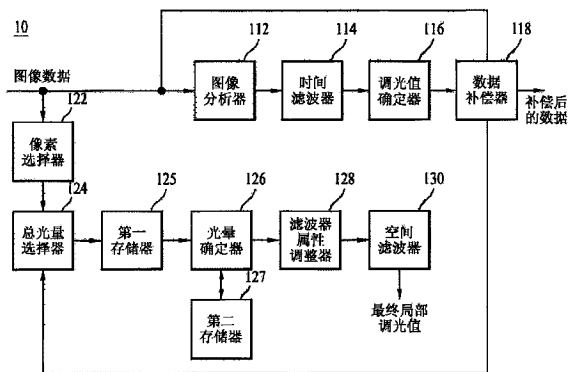 10
112
114
116
118
图像数据
图像
分析器
时间
滤波器
调光值
确定器
数据
补偿器
补偿后
的数据
122
像素
选择器
124
125
126
128
130
总光量
选择器
第一
存储器
光晕
确定器
滤波器
属性
调整器
空间
滤波器
127
第二
存储器
最终局部
调光值